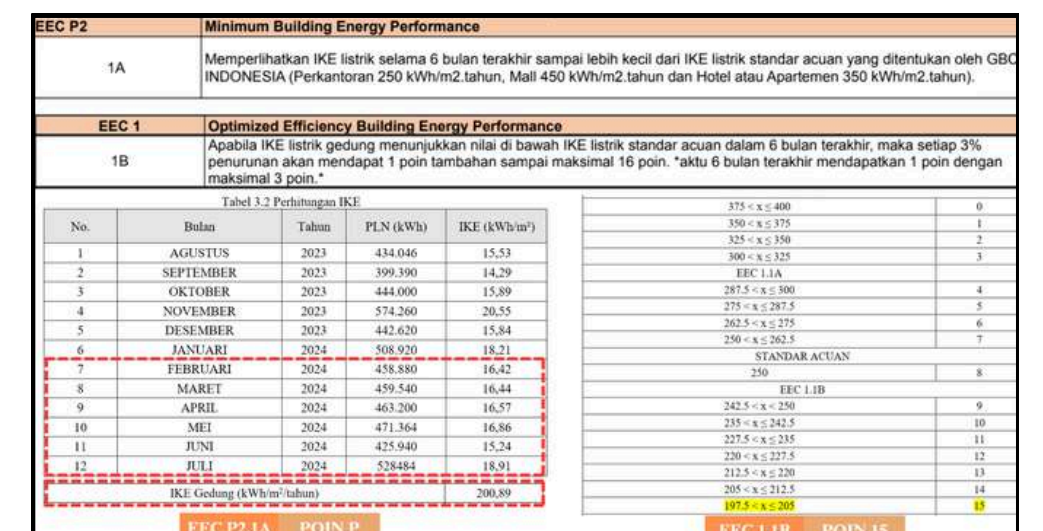 EEC P2 Minimum Building Energy Performance
1A
Memperlihatkan IKE listrik selama 6 bulan terakhir sampai lebih kecil dari IKE listrik standar acuan yang ditentukan oleh GBC
INDONESIA (Perkantoran 250 kWh/m2.tahun, Mall 450 kWh/m2.tahun dan Hotel atau Apartemen 350 kWh/m2.tahun).
EEC 1 Optimized Efficiency Building Energy Performance
1B
Apabila IKE listrik gedung menunjukkan nilai di bawah IKE listrik standar acuan dalam 6 bulan terakhir, maka setiap 3%
penurunan akan mendapat 1 poin tambahan sampai maksimal 16 poin. *aktu 6 bulan terakhir mendapatkan 1 poin dengan
maksimal 3 poin.*
Tabel 3.2 Perhitungan IKE
No. Bulan Tahun PLN (kWh) IKE (kWh/m²)
1 AGUSTUS 2023 434.046 15,53
2 SEPTEMBER 2023 399.390 14,29
3 OKTOBER 2023 444.000 15,89
4 NOVEMBER 2023 574.260 20,55
5 DESEMBER 2023 442.620 15,84
6 JANUARI 2024 508.920 18,21
7 FEBRUARI 2024 458.880 16,42
8 MARET 2024 459.540 16,44
9 APRIL 2024 463.200 16,57
10 MEI 2024 471.364 16,86
11 JUNI 2024 425.940 15,24
12 JULI 2024 528484 18,91
IKE Gedung (kWh/m²/tahun) 200,89
EEC P2 1A POIN P
375 < x ≤ 400 0
350 < x ≤ 375 1
325 < x ≤ 350 2
300 < x ≤ 325 3
EEC 1.1A
287.5 < x ≤ 300 4
275 < x ≤ 287.5 5
262.5 < x ≤ 275 6
250 < x ≤ 262.5 7
STANDAR ACUAN
250 8
EEC 1.1B
242.5 < x < 250 9
235 < x ≤ 242.5 10
227.5 < x ≤ 235 11
220 < x ≤ 227.5 12
212.5 < x ≤ 220 13
205 < x ≤ 212.5 14
197.5 < x ≤ 205 15
EEC 1.1B POIN 15